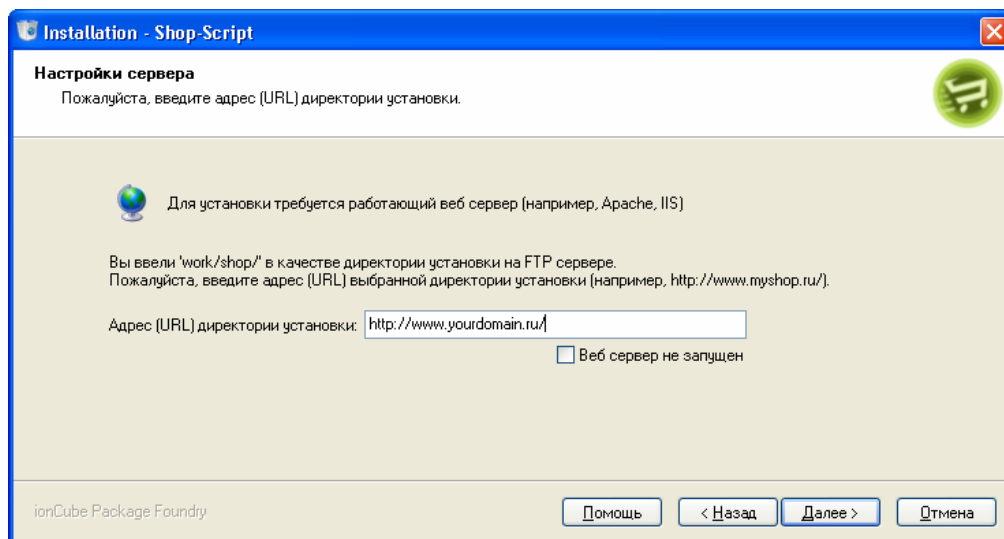 Installation - Shop-Script
Настройки сервера
Пожалуйста, введите адрес (URL) директории установки.
Для установки требуется работающий веб сервер (например, Apache, IIS)
Вы ввели 'work/shop/' в качестве директории установки на FTP сервере.
Пожалуйста, введите адрес (URL) выбранной директории установки (например, http://www.myshop.ru/).
Адрес (URL) директории установки: http://www.yourdomain.ru/
Веб сервер не запущен
ionCube Package Foundry
Помощь < Назад Далее > Отмена